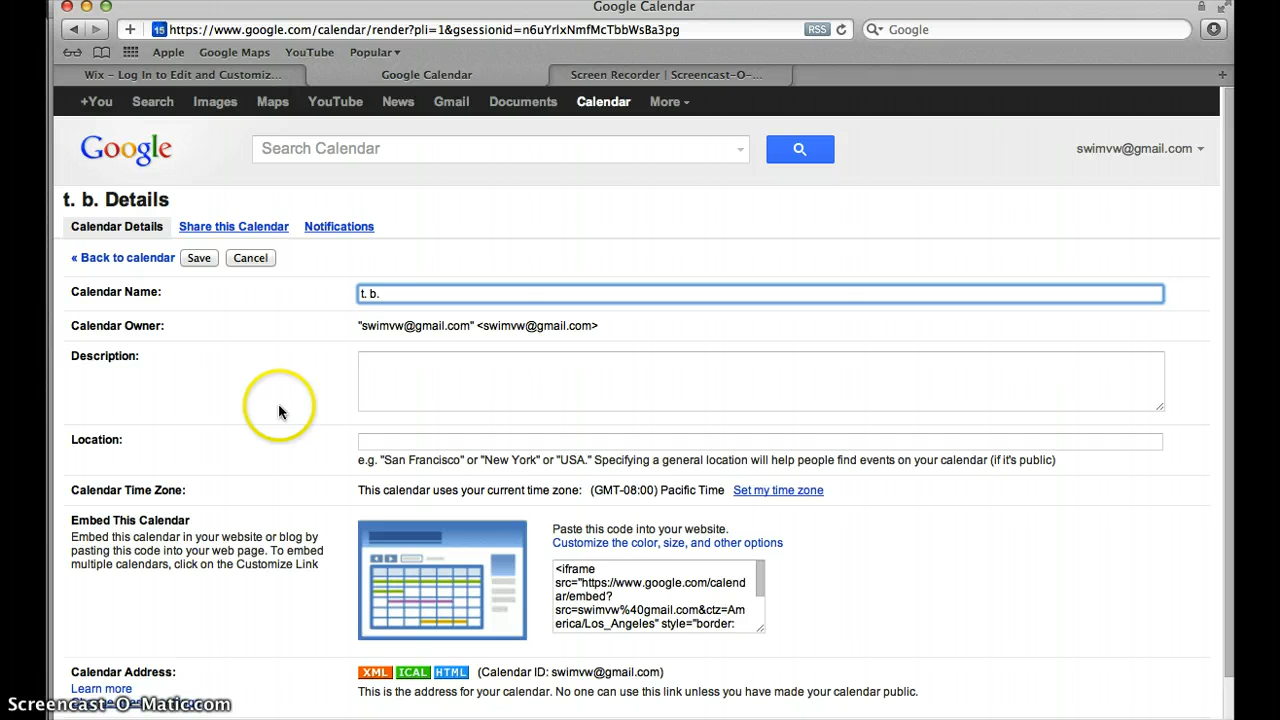 Google Calendar
15 https://www.google.com/calendar/render?pli=1&gsessionid=n6uYrIxNmfMcTbbWsBa3pg RSS Google
Apple Google Maps YouTube Popular
Wix – Log In to Edit and Customiz... Google Calendar Screen Recorder | Screencast-O-...
+You Search Images Maps YouTube News Gmail Documents Calendar More
Google Search Calendar swimvw@gmail.com
t. b. Details
Calendar Details Share this Calendar Notifications
« Back to calendar Save Cancel
Calendar Name: t. b.
Calendar Owner: "swimvw@gmail.com" <swimvw@gmail.com>
Description:
Location:
e.g. "San Francisco" or "New York" or "USA." Specifying a general location will help people find events on your calendar (if it's public)
Calendar Time Zone: This calendar uses your current time zone: (GMT-08:00) Pacific Time Set my time zone
Embed This Calendar
Embed this calendar in your website or blog by
pasting this code into your web page. To embed
multiple calendars, click on the Customize Link
Paste this code into your website.
Customize the color, size, and other options
<iframe
src="https://www.google.com/calend
ar/embed?
src=swimvw%40gmail.com&ctz=Am
erica/Los_Angeles" style="border:
Calendar Address: XML ICAL HTML (Calendar ID: swimvw@gmail.com)
Learn more
This is the address for your calendar. No one can use this link unless you have made your calendar public.
Screencast-O-Matic.com